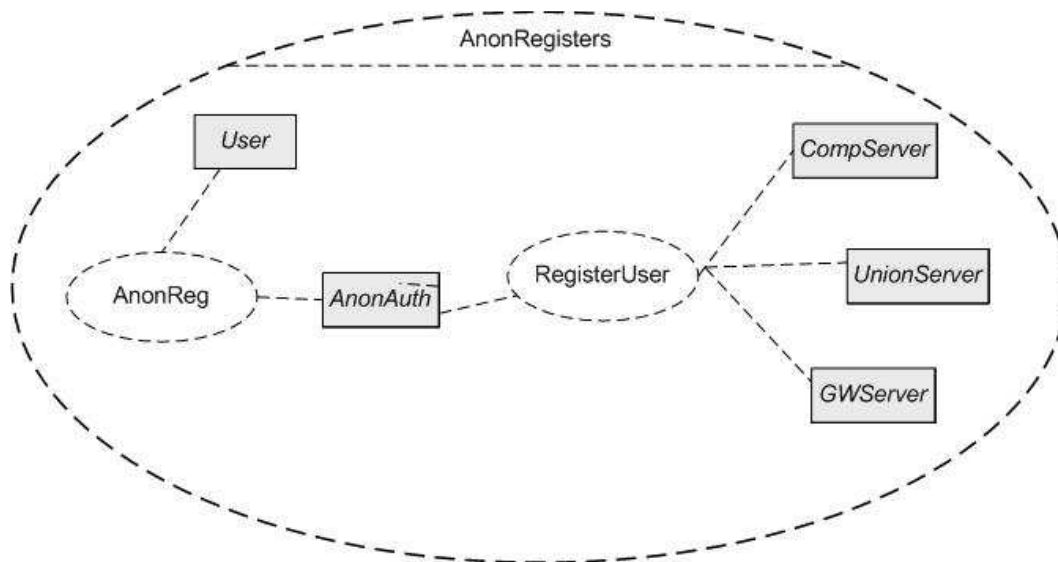 AnonRegisters
User
CompServer
AnonReg
AnonAuth
RegisterUser
UnionServer
GWServer